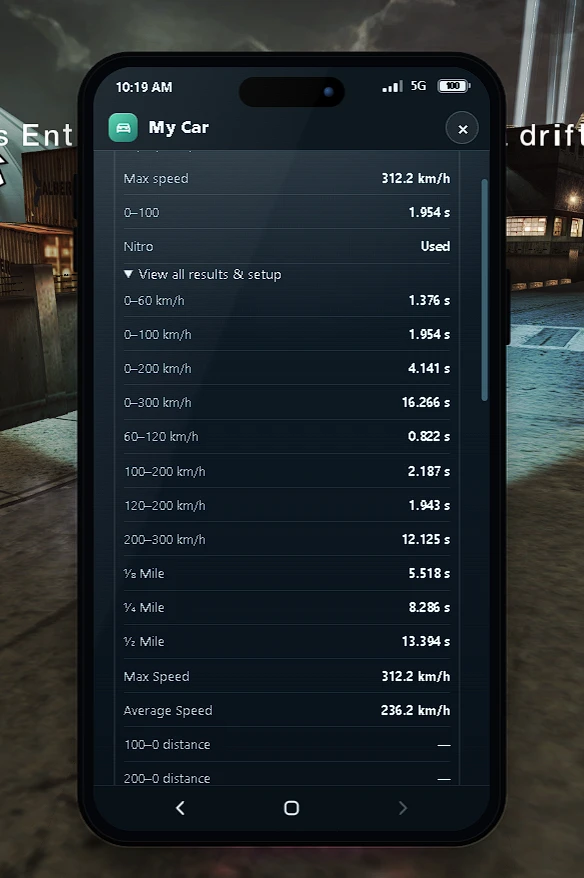 10:19 AM
5G
100
My Car
×
s Ent
drift
ALBER
Max speed 312.2 km/h
0–100 1.954 s
Nitro Used
▼ View all results & setup
0–60 km/h 1.376 s
0–100 km/h 1.954 s
0–200 km/h 4.141 s
0–300 km/h 16.266 s
60–120 km/h 0.822 s
100–200 km/h 2.187 s
120–200 km/h 1.943 s
200–300 km/h 12.125 s
⅛ Mile 5.518 s
¼ Mile 8.286 s
½ Mile 13.394 s
Max Speed 312.2 km/h
Average Speed 236.2 km/h
100–0 distance —
200–0 distance —